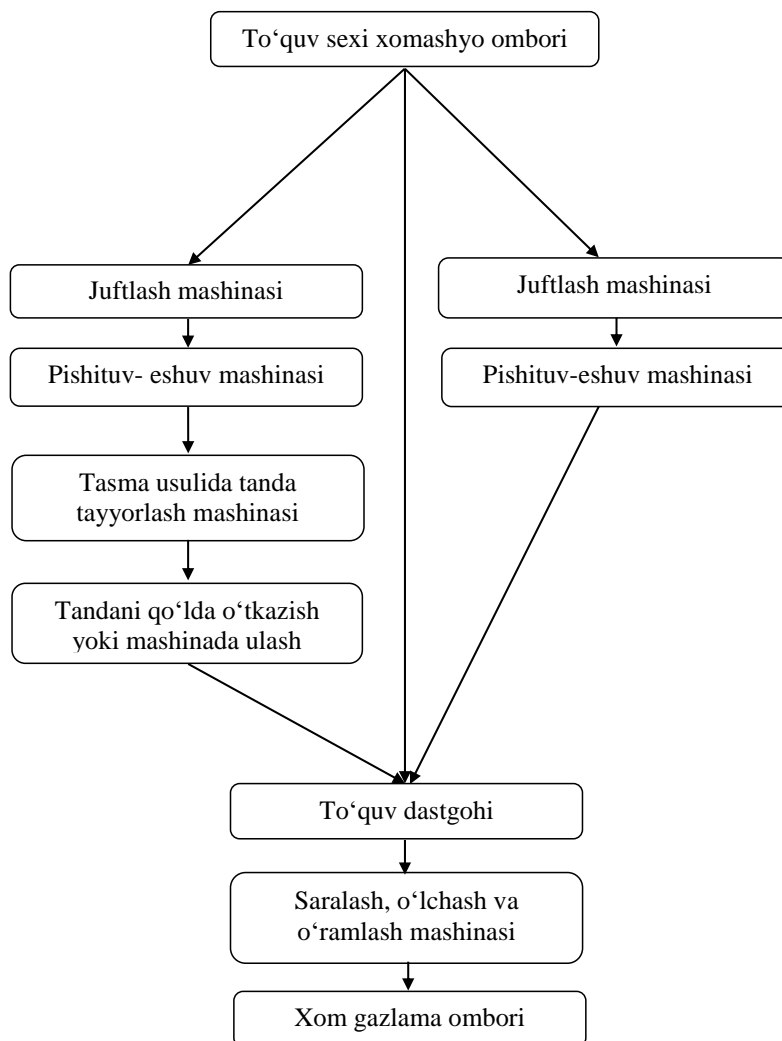 To‘quv sexi xomashyo ombori
Juftlash mashinasi
Pishituv- eshuv mashinasi
Tasma usulida tanda
tayyorlash mashinasi
Tandani qo‘lda o‘tkazish
yoki mashinada ulash
Juftlash mashinasi
Pishituv-eshuv mashinasi
To‘quv dastgohi
Saralash, o‘lchash va
o‘ramlash mashinasi
Xom gazlama ombori